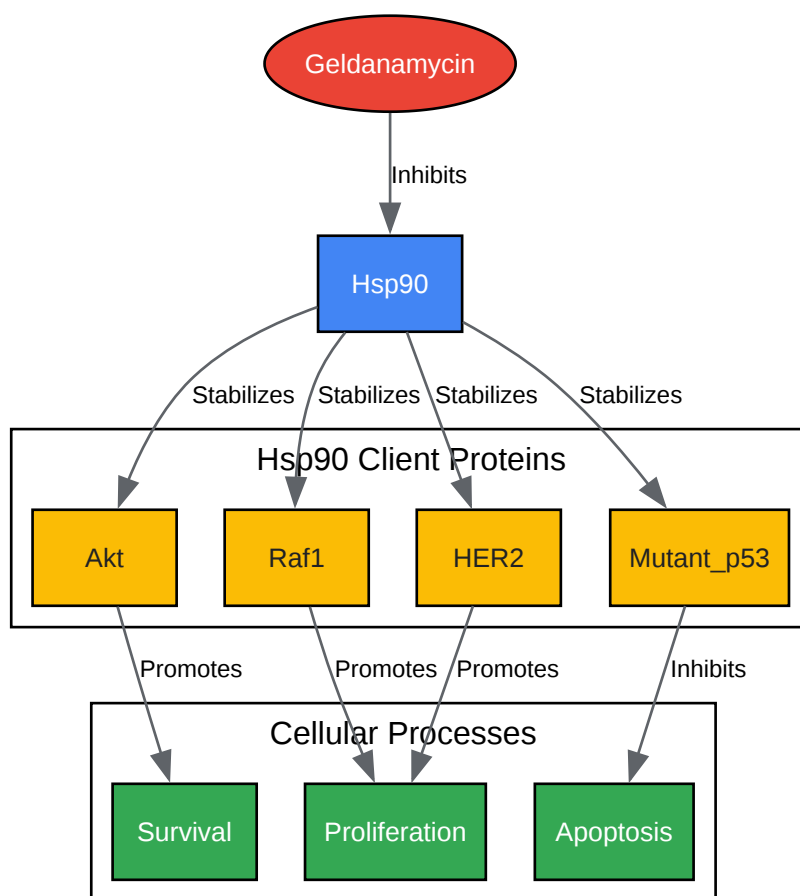 Geldanamycin
Inhibits
Hsp90
Stabilizes Stabilizes Stabilizes Stabilizes
Hsp90 Client Proteins
Akt Raf1 HER2 Mutant_p53
Promotes Promotes Promotes Inhibits
Cellular Processes
Survival Proliferation Apoptosis